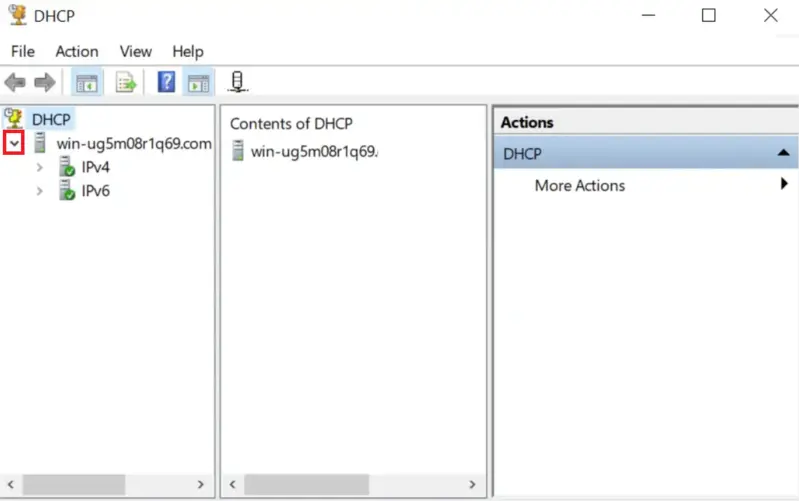 DHCP
File Action View Help
DHCP
win-ug5m08r1q69.com
IPv4
IPv6
Contents of DHCP
win-ug5m08r1q69.
Actions
DHCP
More Actions